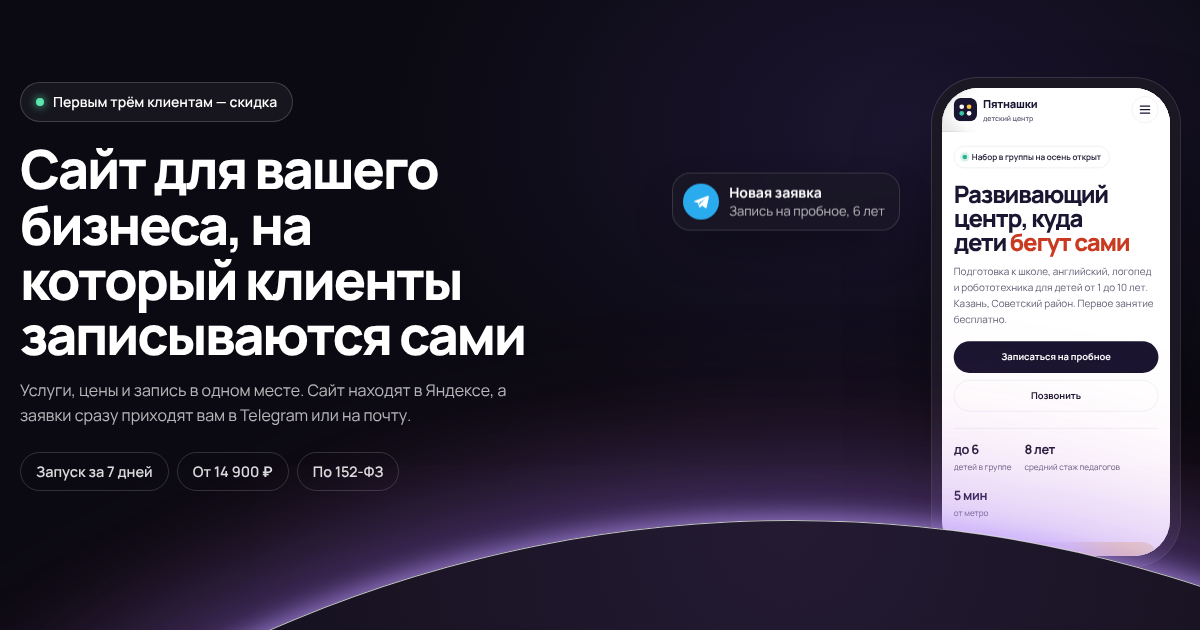 Первым трём клиентам — скидка
Сайт для вашего
бизнеса, на
который клиенты
записываются сами
Услуги, цены и запись в одном месте. Сайт находят в Яндексе, а
заявки сразу приходят вам в Telegram или на почту.
Запуск за 7 дней
От 14 900 ₽
По 152-ФЗ
Новая заявка
Запись на пробное, 6 лет
Пятнашки
детский центр
Набор в группы на осень открыт
Развивающий
центр, куда
дети бегут сами
Подготовка к школе, английский, логопед
и робототехника для детей от 1 до 10 лет.
Казань, Советский район. Первое занятие
бесплатно.
Записаться на пробное
Позвонить
до 6
детей в группе
8 лет
средний стаж педагогов
5 мин
от метро